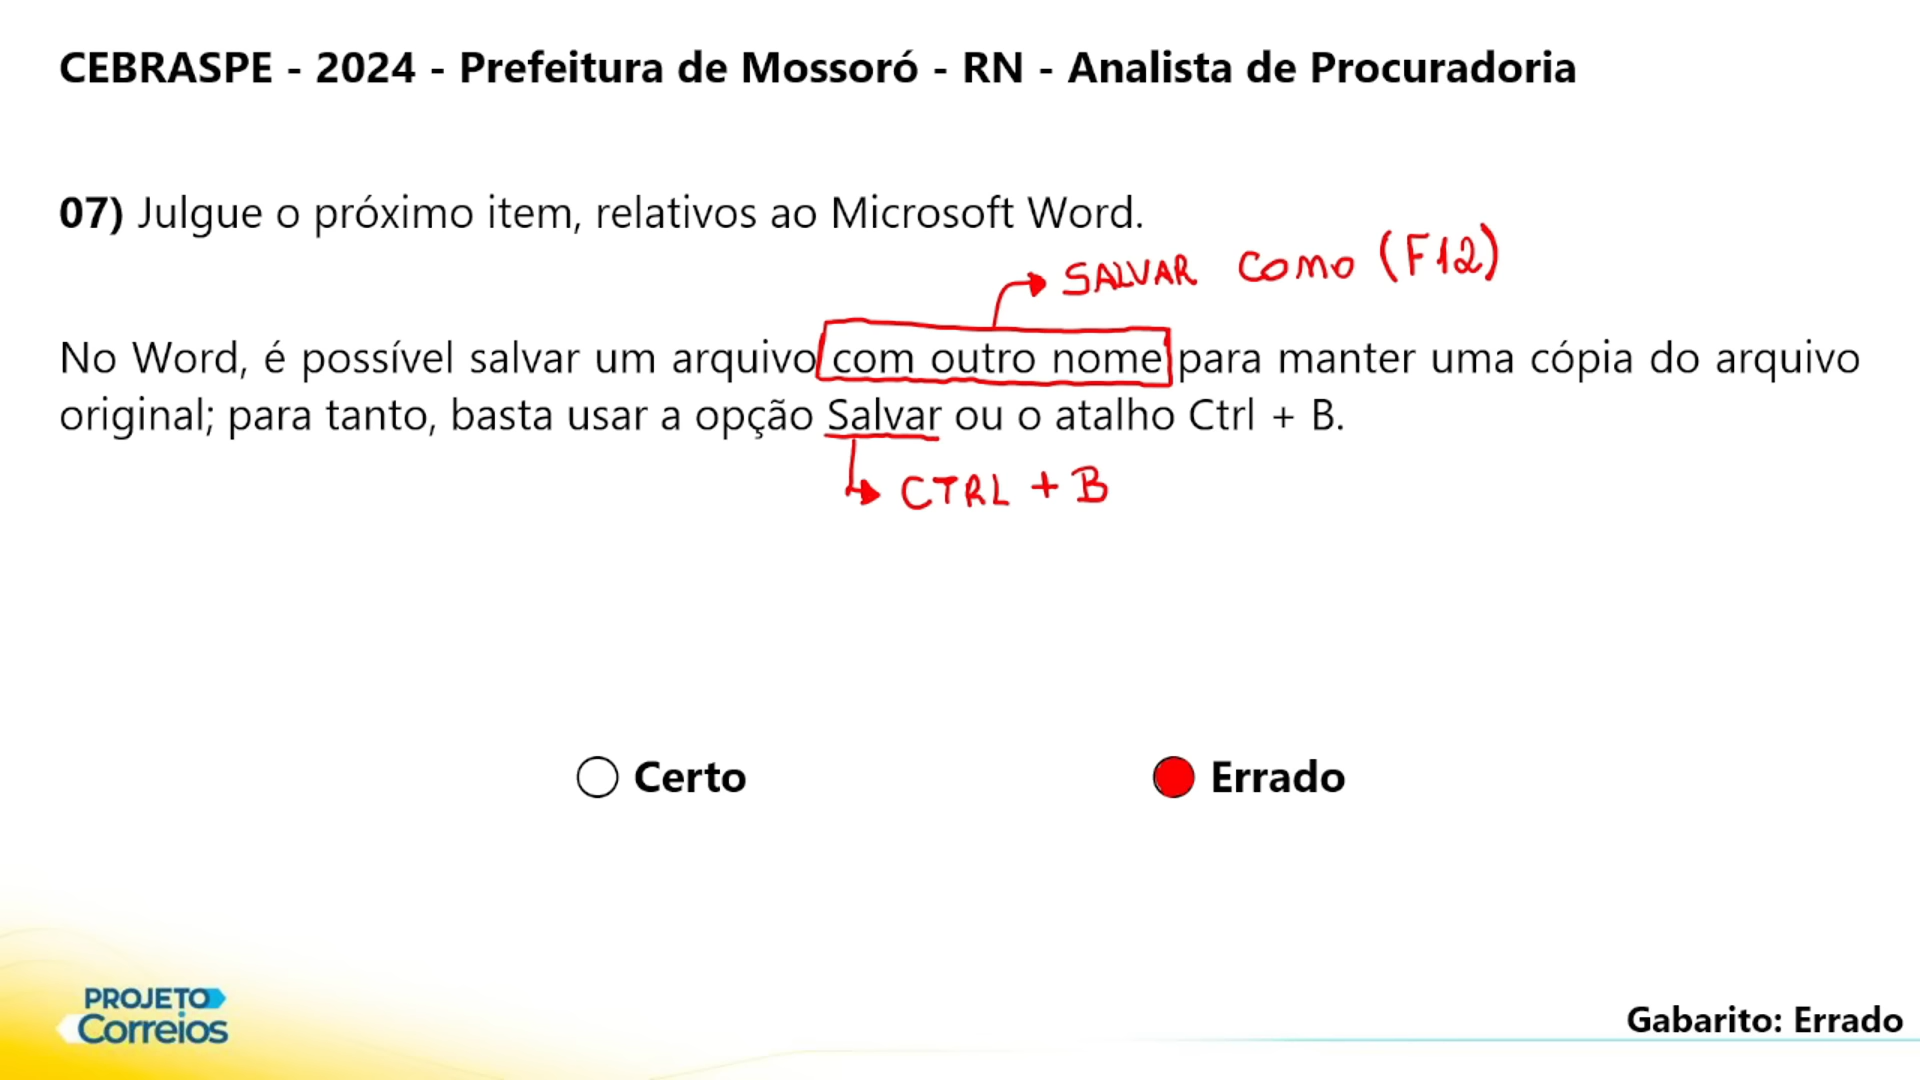 CEBRASPE - 2024 - Prefeitura de Mossoró - RN - Analista de Procuradoria
07) Julgue o próximo item, relativos ao Microsoft Word.
SALVAR COMO (F12)
No Word, é possível salvar um arquivo com outro nome para manter uma cópia do arquivo
original; para tanto, basta usar a opção Salvar ou o atalho Ctrl + B.
CTRL + B
Certo
Errado
PROJETO
Correios
Gabarito: Errado